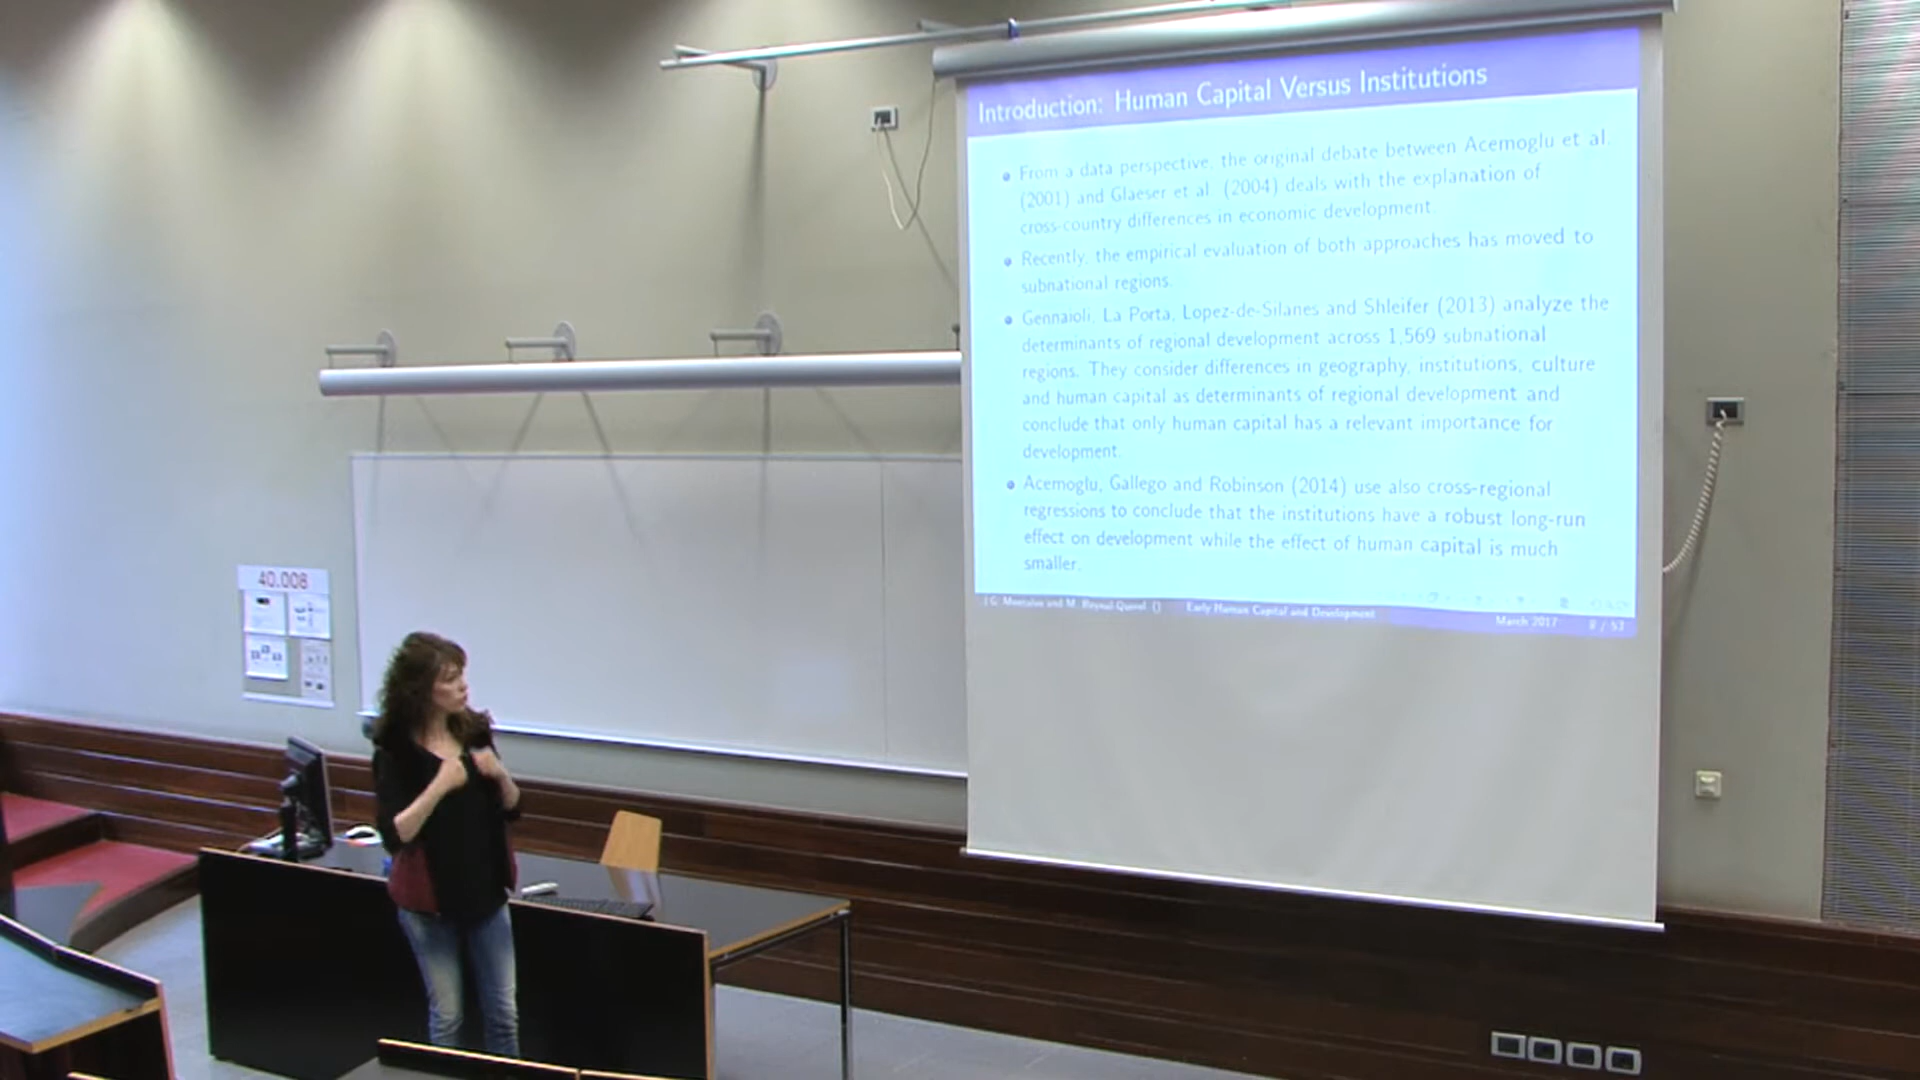 Introduction: Human Capital Versus Institutions
From a data perspective, the original debate between Acemoglu et al.
(2001) and Glaeser et al. (2004) deals with the explanation of
cross-country differences in economic development.
Recently, the empirical evaluation of both approaches has moved to
subnational regions.
Gennaioli, La Porta, Lopez-de-Silanes and Shleifer (2013) analyze the
determinants of regional development across 1,569 subnational
regions. They consider differences in geography, institutions, culture
and human capital as determinants of regional development and
conclude that only human capital has a relevant importance for
development.
Acemoglu, Gallego and Robinson (2014) use also cross-regional
regressions to conclude that the institutions have a robust long-run
effect on development while the effect of human capital is much
smaller.
and M. Reynal-Querol () Early Human Capital and Development March 2017 / 53
40.008